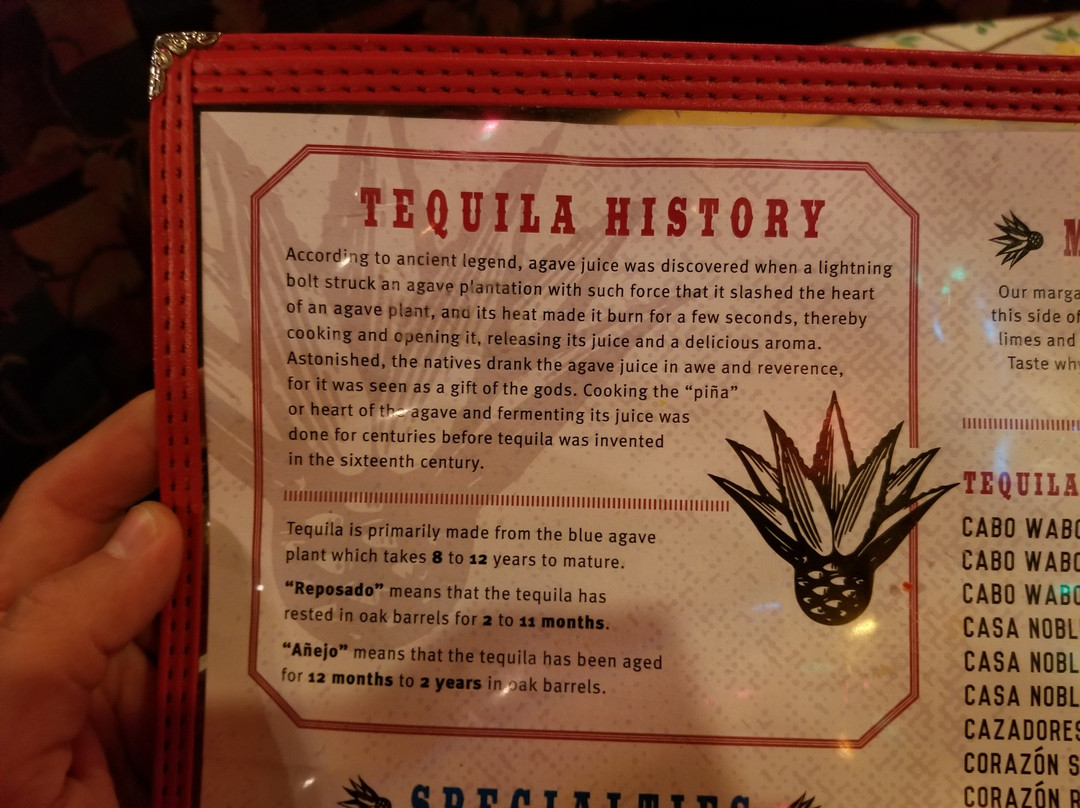 TEQUILA HISTORY
According to ancient legend, agave juice was discovered when a lightning
bolt struck an agave plantation with such force that it slashed the heart
of an agave plant, and its heat made it burn for a few seconds, thereby
cooking and opening it, releasing its juice and a delicious aroma.
Astonished, the natives drank the agave juice in awe and reverence,
for it was seen as a gift of the gods. Cooking the “piña”
or heart of the agave and fermenting its juice was
done for centuries before tequila was invented
in the sixteenth century.
Tequila is primarily made from the blue agave
plant which takes 8 to 12 years to mature.
“Reposado” means that the tequila has
rested in oak barrels for 2 to 11 months.
“Añejo” means that the tequila has been aged
for 12 months to 2 years in oak barrels.
SPECIALTIES
M
Our marga
this side of
limes and
Taste why
TEQUILA
CABO WABO
CABO WABO
CABO WABO
CASA NOBL
CASA NOBL
CASA NOBL
CAZADORES
CORAZÓN S
CORAZÓN